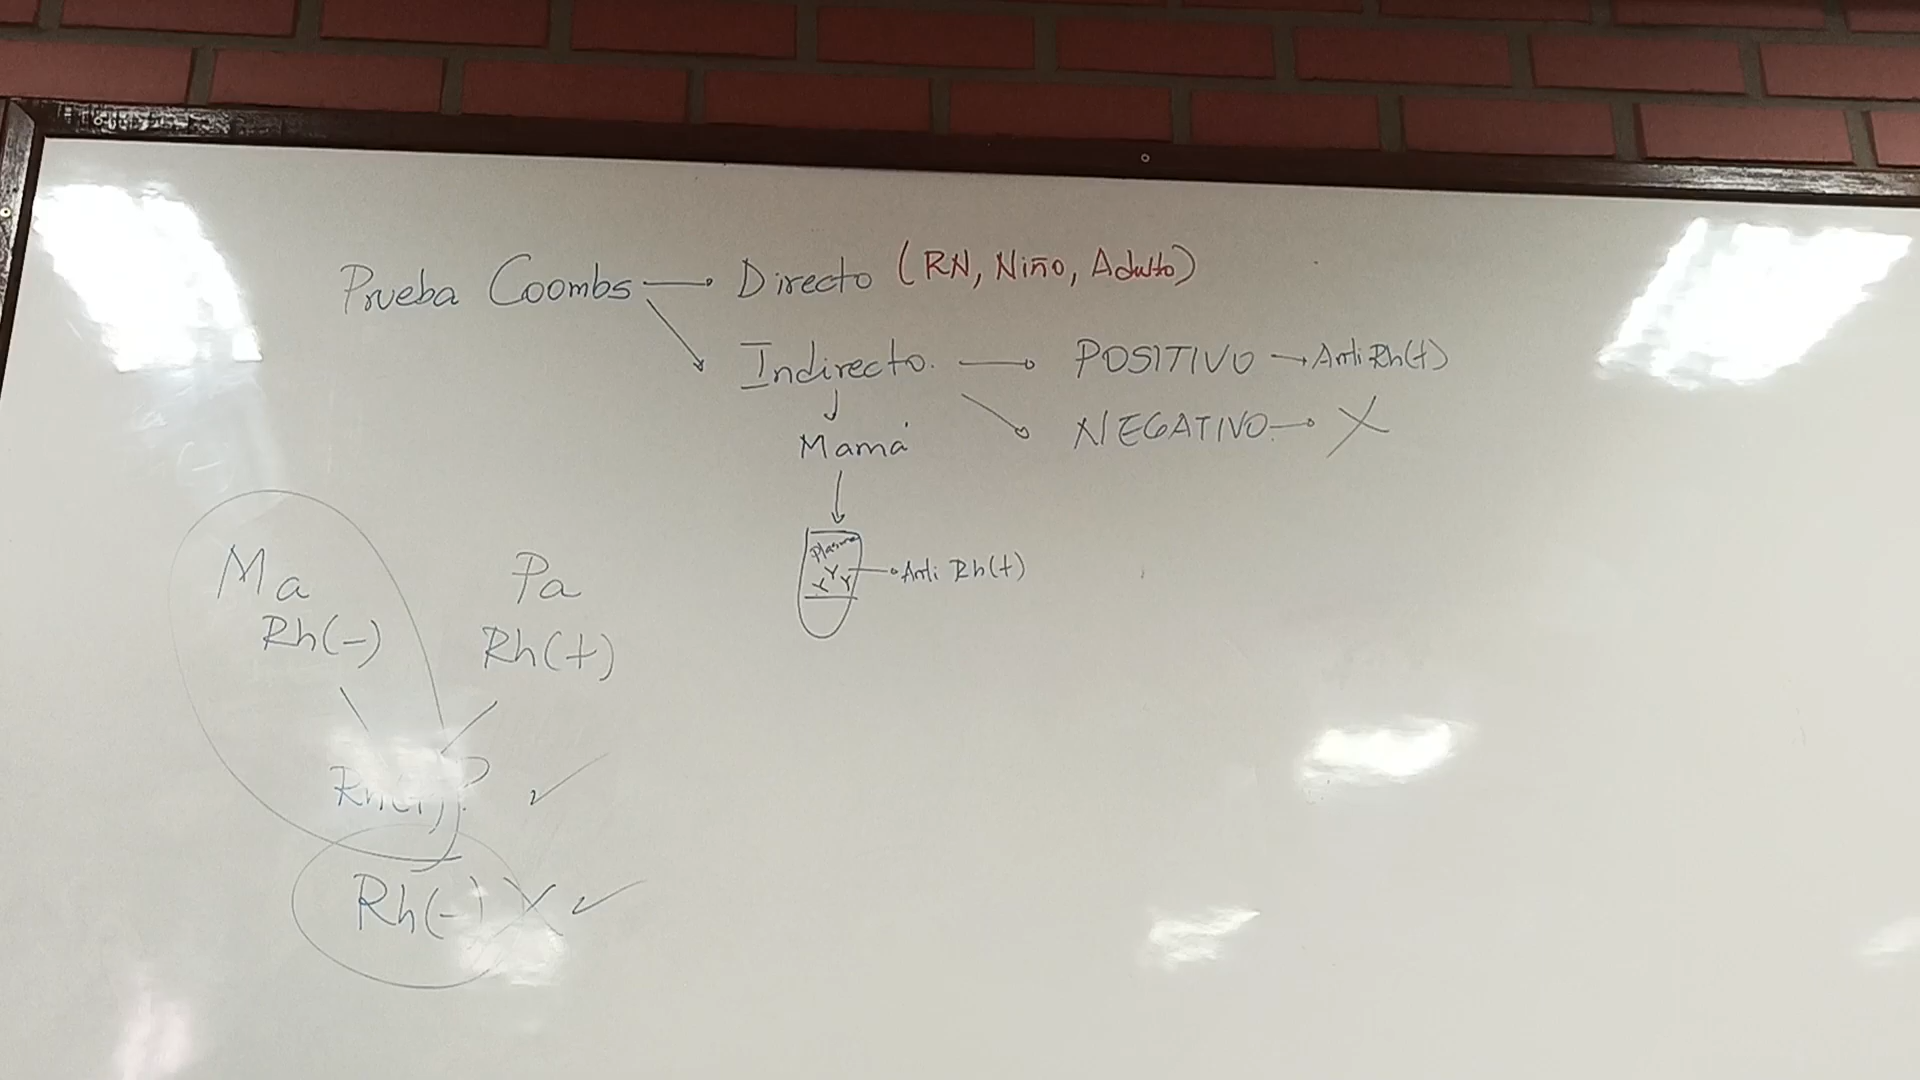 Prueba Coombs → Directo (RN, Niño, Adulto)
Indirecto. → POSITIVO → Anti Rh(+)
NEGATIVO. → X
Mamá
Plasma
Anti Rh(+)
Ma Pa
Rh(-) Rh(+)
Rh(+)? ✓
Rh(-) X ✓